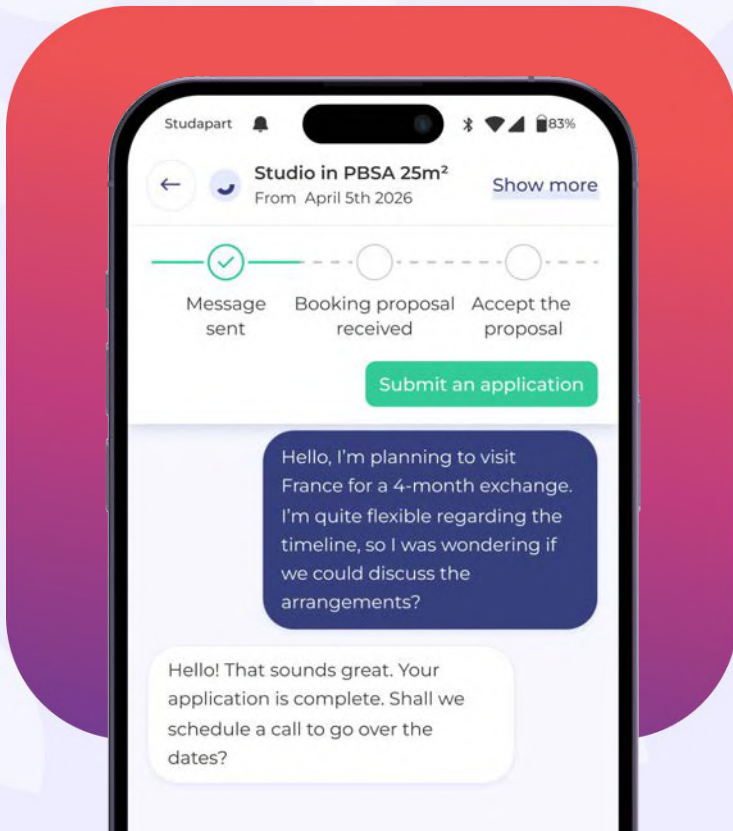 Studapart
83%
Studio in PBSA 25m²
From April 5th 2026
Show more
Message
sent
Booking proposal
received
Accept the
proposal
Submit an application
Hello, I'm planning to visit
France for a 4-month exchange.
I'm quite flexible regarding the
timeline, so I was wondering if
we could discuss the
arrangements?
Hello! That sounds great. Your
application is complete. Shall we
schedule a call to go over the
dates?